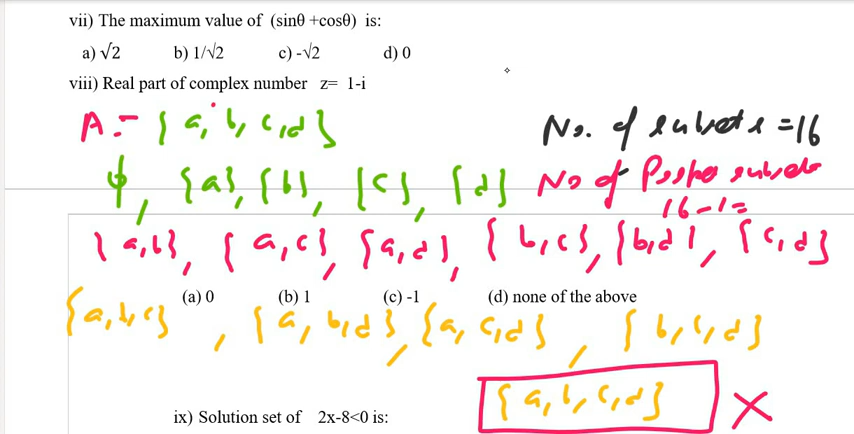 vii) The maximum value of (sinθ +cosθ) is:
a) √2 b) 1/√2 c) -√2 d) 0
viii) Real part of complex number z= 1-i
A = { a, b, c, d } No. of subsets = 16
φ, {a}, {b}, {c}, {d} No of Proper subsets
16-1=
{ a, b}, { a, c}, {a, d}, { b, c}, {b, d}, { c, d}
(a) 0 (b) 1 (c) -1 (d) none of the above
{a, b, c}, { a, b, d}, {a, c, d}, { b, c, d}
{ a, b, c, d} ×
ix) Solution set of 2x-8<0 is: